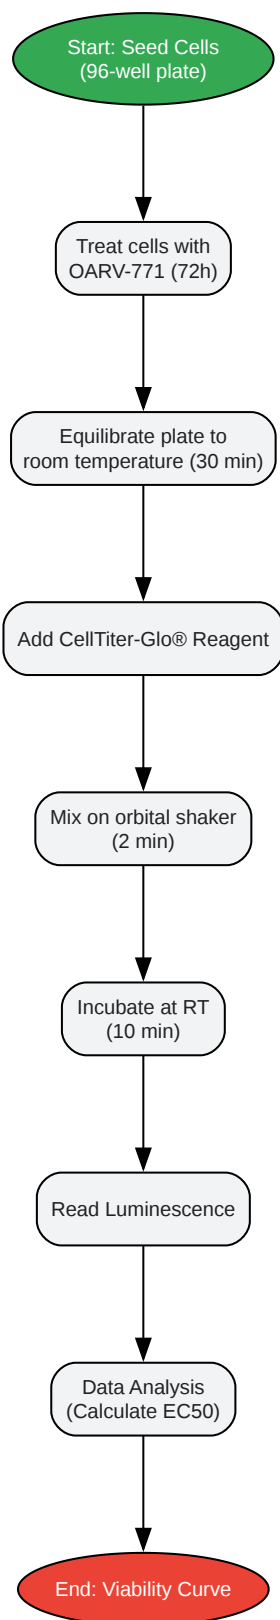 Start: Seed Cells
(96-well plate)
Treat cells with
OARV-771 (72h)
Equilibrate plate to
room temperature (30 min)
Add CellTiter-Glo® Reagent
Mix on orbital shaker
(2 min)
Incubate at RT
(10 min)
Read Luminescence
Data Analysis
(Calculate EC50)
End: Viability Curve